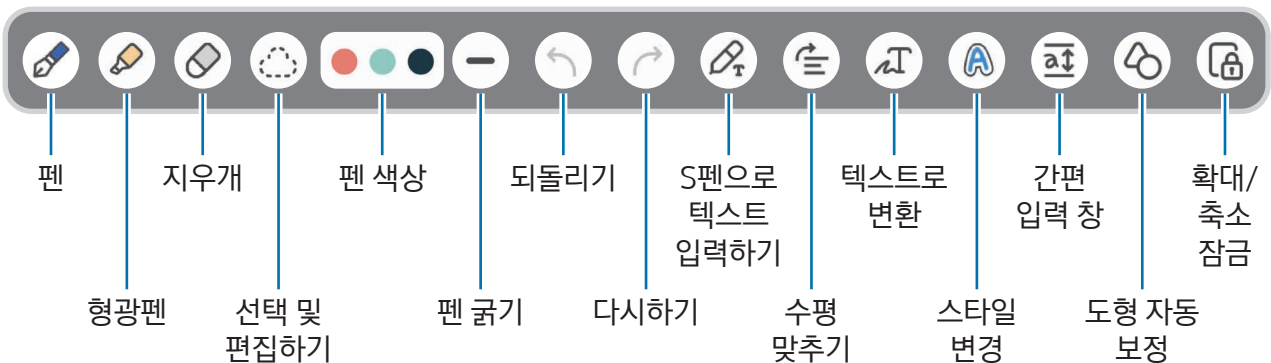 펜
지우개
펜 색상
되돌리기
S펜으로
텍스트
입력하기
텍스트로
변환
간편
입력 창
확대/
축소
잠금
형광펜
선택 및
편집하기
펜 굵기
다시하기
수평
맞추기
스타일
변경
도형 자동
보정